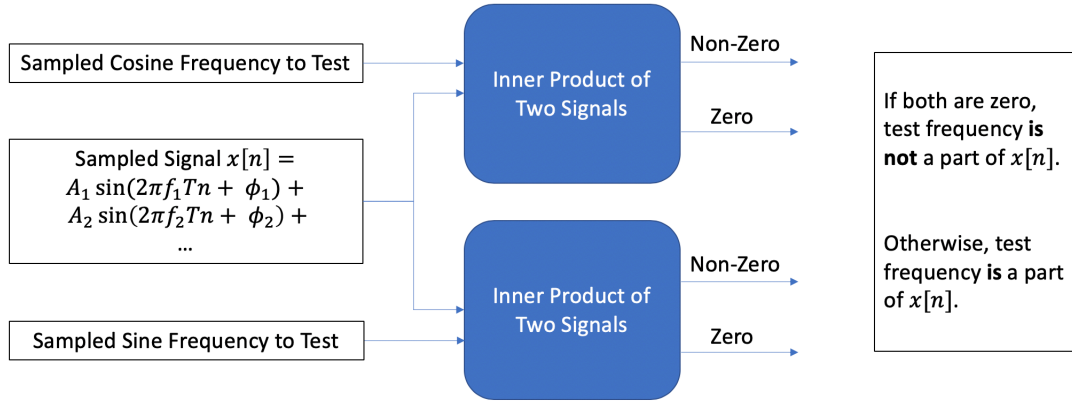 Sampled Cosine Frequency to Test
Sampled Signal x[n] =
A₁ sin(2πf₁Tn + ϕ₁) +
A₂ sin(2πf₂Tn + ϕ₂) +
...
Sampled Sine Frequency to Test
Inner Product of
Two Signals
Non-Zero
Zero
Inner Product of
Two Signals
Non-Zero
Zero
If both are zero,
test frequency is
not a part of x[n].
Otherwise, test
frequency is a part
of x[n].